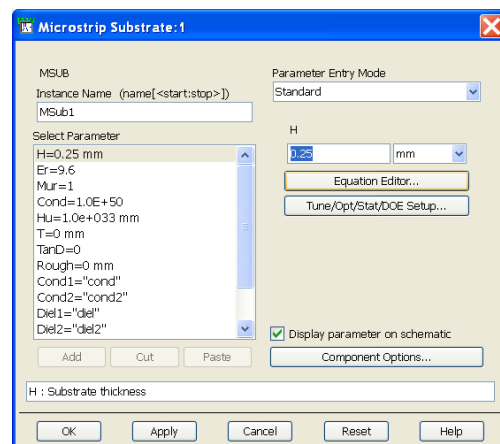 Microstrip Substrate:1
MSUB
Instance Name (name[<start:stop>])
MSub1
Select Parameter
H=0.25 mm
Er=9.6
Mur=1
Cond=1.0E+50
Hu=1.0e+033 mm
T=0 mm
TanD=0
Rough=0 mm
Cond1="cond"
Cond2="cond2"
Diel1="diel"
Diel2="diel2"
Add Cut Paste
Parameter Entry Mode
Standard
H
0.25 mm
Equation Editor...
Tune/Opt/Stat/DOE Setup...
Display parameter on schematic
Component Options...
H : Substrate thickness
OK Apply Cancel Reset Help